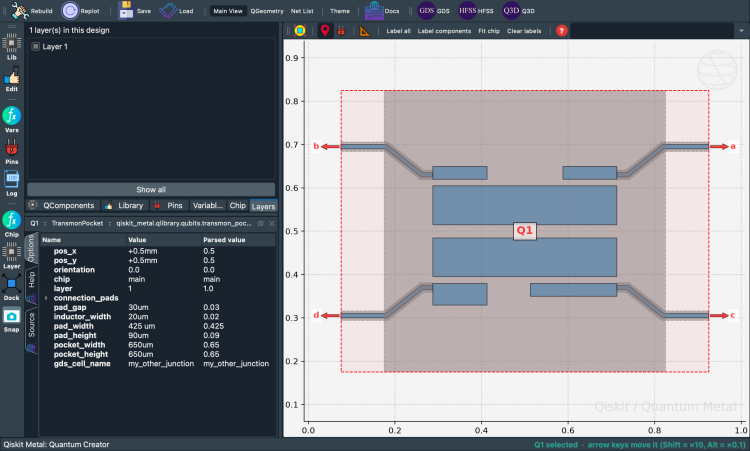 Rebuild Replot Save Load Main View QGeometry Net List Theme Docs GDS GDS HFSS HFSS Q3D Q3D
1 layer(s) in this design
Layer 1
Show all
QComponents Library Pins Variabl... Chip Layers
Lib
Edit
Vars
Pins
Log
Chip
Layer
Dock
Snap
Q1 : TransmonPocket : qiskit_metal.qlibrary.qubits.transmon_poc...
Options
Help
Source
Name Value Parsed value
pos_x +0.5mm 0.5
pos_y +0.5mm 0.5
orientation 0.0 0.0
chip main main
layer 1 1.0
connection_pads
pad_gap 30um 0.03
inductor_width 20um 0.02
pad_width 425 um 0.425
pad_height 90um 0.09
pocket_width 650um 0.65
pocket_height 650um 0.65
gds_cell_name my_other_junction my_other_junction
Label all Label components Fit chip Clear labels ?
0.9
0.8
0.7
0.6
0.5
0.4
0.3
0.2
0.1
b
a
Q1
d
c
Qiskit / Quantum Metal
0.0 0.2 0.4 0.6 0.8 1.0
Qiskit Metal: Quantum Creator
Q1 selected - arrow keys move it (Shift = ×10, Alt = ×0.1)